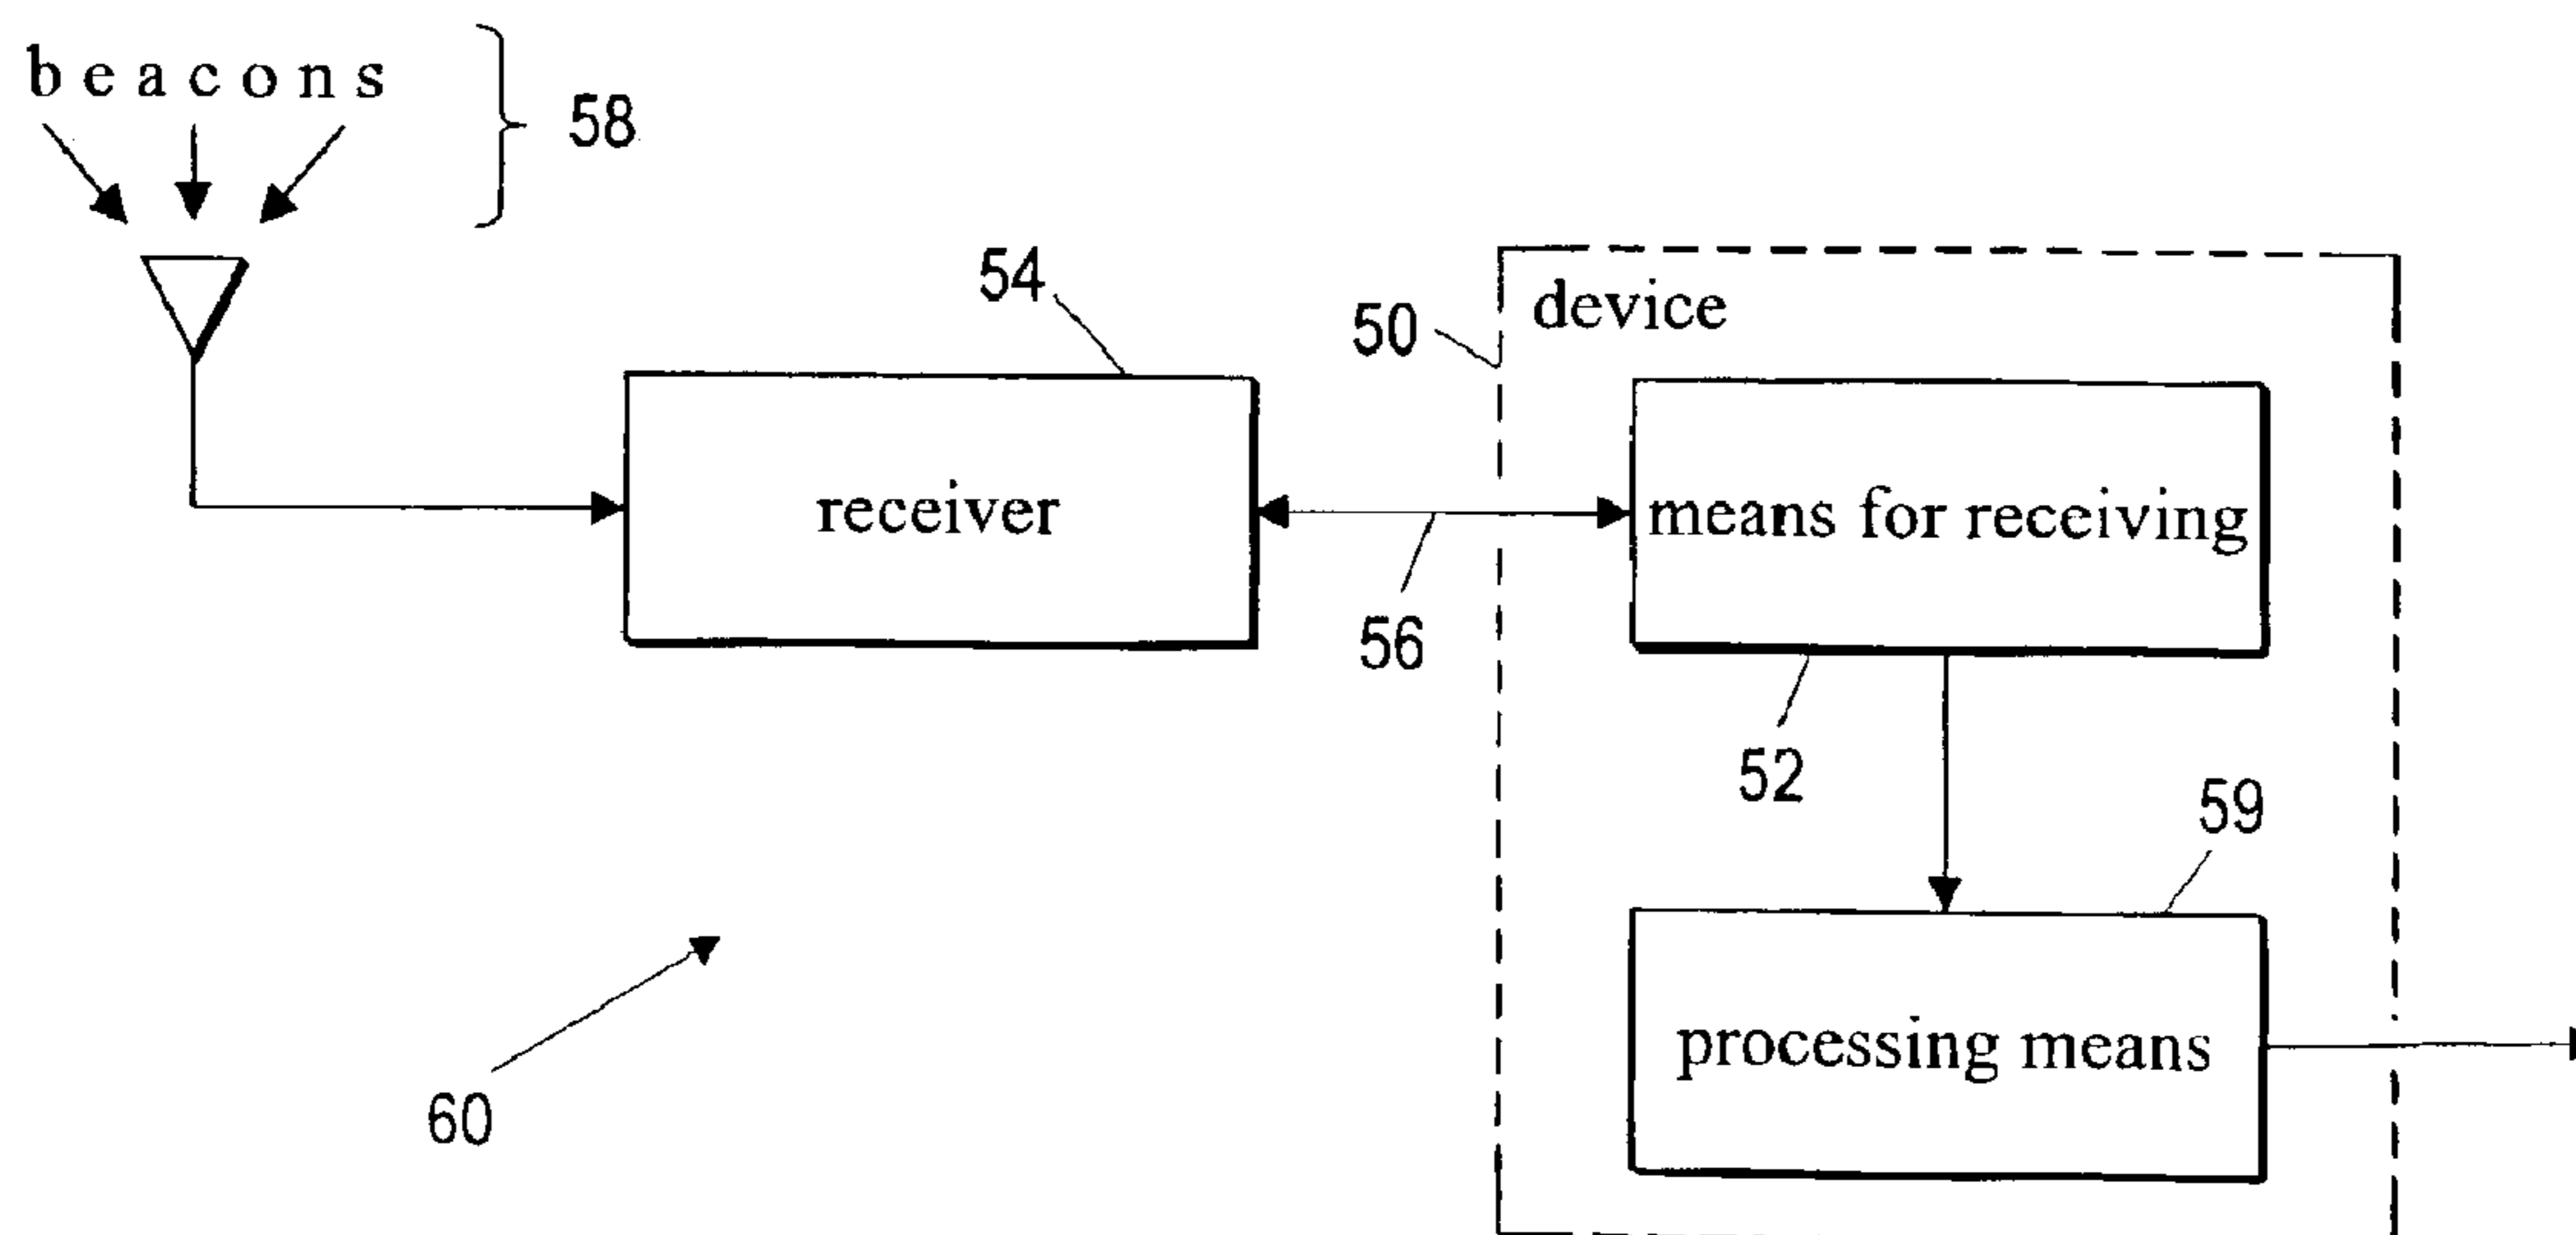 beacons
58
54
50
device
receiver
means for receiving
56
52
59
processing means
60